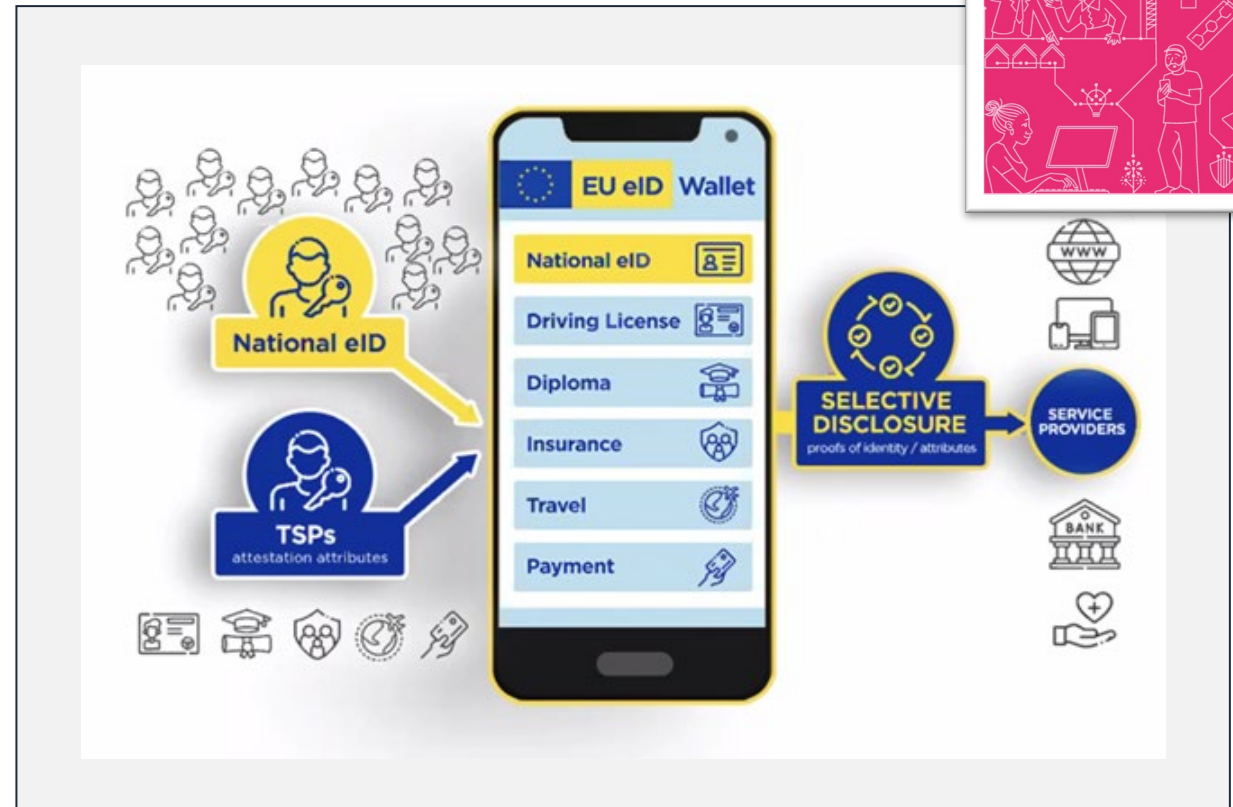 EU eID Wallet
National eID
Driving License
Diploma
Insurance
Travel
Payment
National eID
TSPs
attestation attributes
SELECTIVE
DISCLOSURE
proofs of identity / attributes
SERVICE
PROVIDERS
WWW
BANK